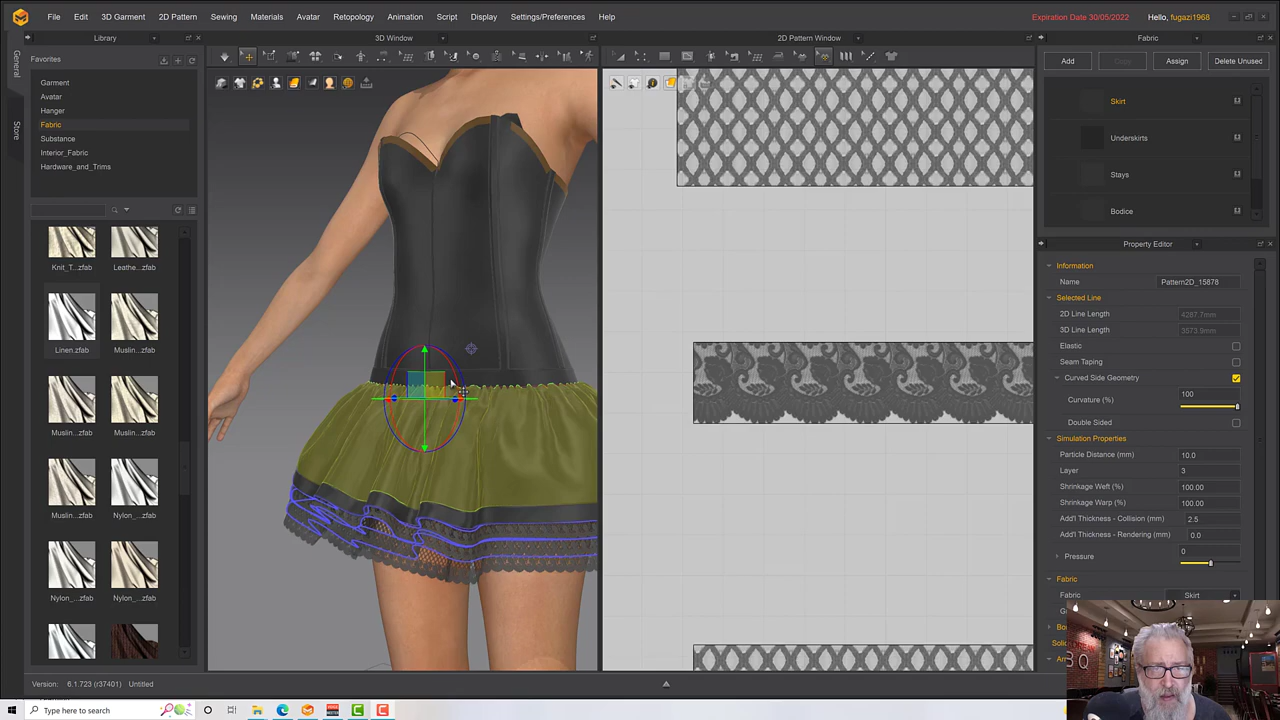 File Edit 3D Garment 2D Pattern Sewing Materials Avatar Retopology Animation Script Display Settings/Preferences Help
Expiration Date 30/05/2022 Hello, fugazi1968
Library
3D Window
2D Pattern Window
Fabric
General
Store
Favorites
Garment
Avatar
Hanger
Fabric
Substance
Interior_Fabric
Hardware_and_Trims
Knit_T...zfab
Leathe...zfab
Linen.zfab
Muslin...zfab
Muslin...zfab
Muslin...zfab
Muslin...zfab
Nylon_...zfab
Nylon_...zfab
Nylon_...zfab
Add
Copy
Assign
Delete Unused
Skirt
Underskirts
Stays
Bodice
Property Editor
Information
Name Pattern2D_15878
Selected Line
2D Line Length 4287.7mm
3D Line Length 3573.9mm
Elastic
Seam Taping
Curved Side Geometry
Curvature (%) 100
Double Sided
Simulation Properties
Particle Distance (mm) 10.0
Layer 3
Shrinkage Weft (%) 100.00
Shrinkage Warp (%) 100.00
Add'l Thickness - Collision (mm) 2.5
Add'l Thickness - Rendering (mm) 0.0
Pressure 0
Fabric
Fabric Skirt
Version: 6.1.723 (r37401) Untitled
Type here to search